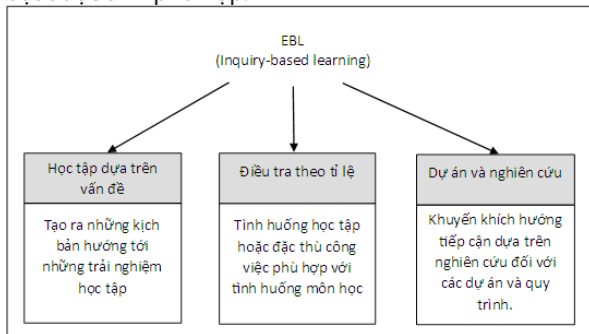 EBL
(Inquiry-based learning)
Học tập dựa trên
vấn đề
Tạo ra những kịch
bản hướng tới
những trải nghiệm
học tập
Điều tra theo tỉ lệ
Tình huống học tập
hoặc đặc thù công
việc phù hợp với
tình huống môn học
Dự án và nghiên cứu
Khuyến khích hướng
tiếp cận dựa trên
nghiên cứu đối với
các dự án và quy
trình.